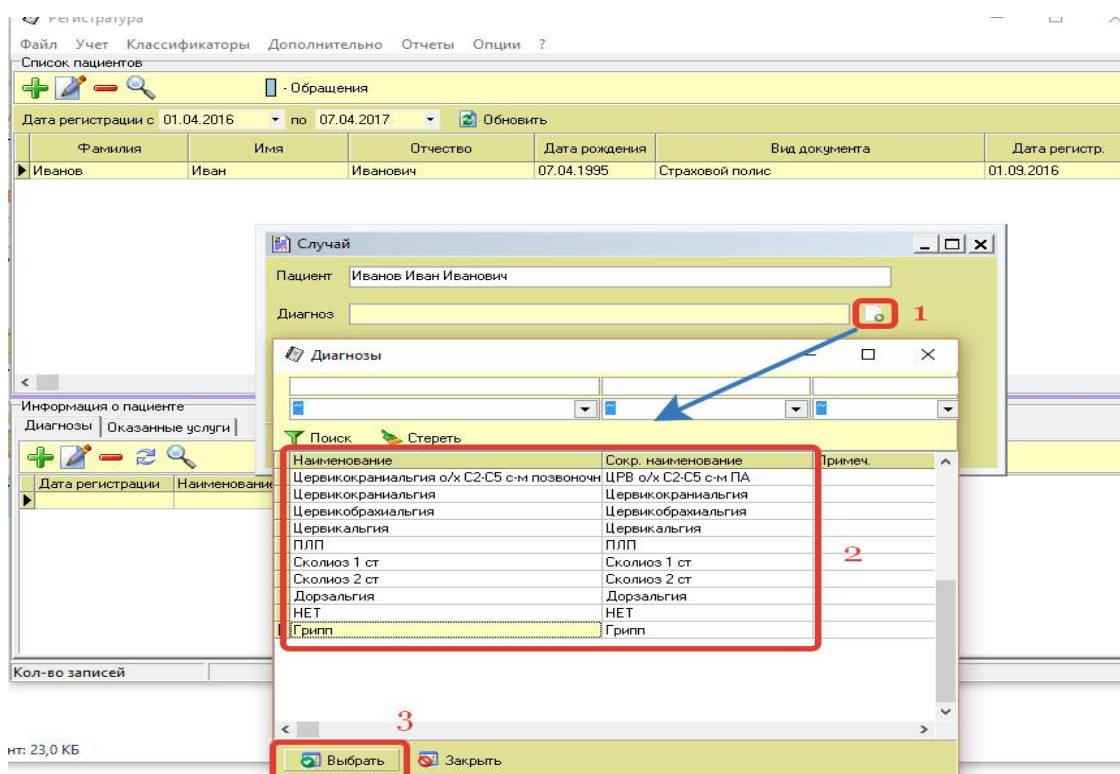 Регистратура
Файл Учет Классификаторы Дополнительно Отчеты Опции ?
Список пациентов
- Обращения
Дата регистрации с 01.04.2016 по 07.04.2017 Обновить
Фамилия Имя Отчество Дата рождения Вид документа Дата регистр.
Иванов Иван Иванович 07.04.1995 Страховой полис 01.09.2016
Случай
Пациент Иванов Иван Иванович
Диагноз 1
Диагнозы
Информация о пациенте
Диагнозы Оказанные услуги
Поиск Стереть
Дата регистрации Наименование
Наименование Сокр. наименование Примеч.
Цервикокраниалгия о/х С2-С5 с-м позвоночн ЦРВ о/х С2-С5 с-м ПА
Цервикокраниальгия Цервикокраниальгия
Цервикобрахиалгия Цервикобрахиалгия
Цервикальгия Цервикальгия
ПЛП ПЛП
2
Сколиоз 1 ст Сколиоз 1 ст
Сколиоз 2 ст Сколиоз 2 ст
Дорзальгия Дорзальгия
НЕТ НЕТ
Грипп Грипп
Кол-во записей
3
нт: 23,0 КБ
Выбрать Закрыть